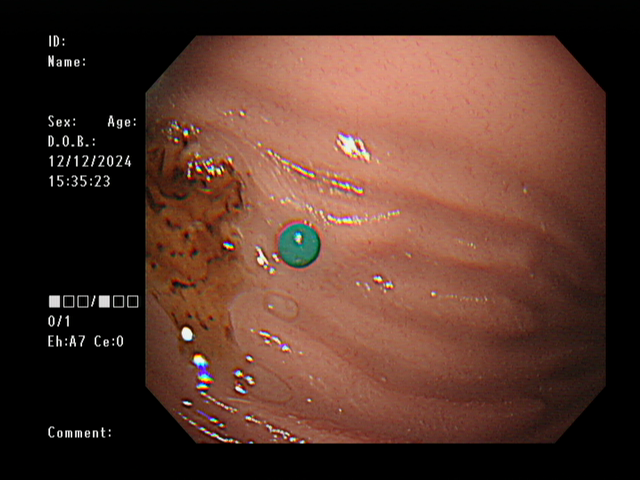 ID:
Name:
Sex: Age:
D.O.B.:
12/12/2024
15:35:23
■□□/■□□
0/1
Eh:A7 Ce:0
Comment: